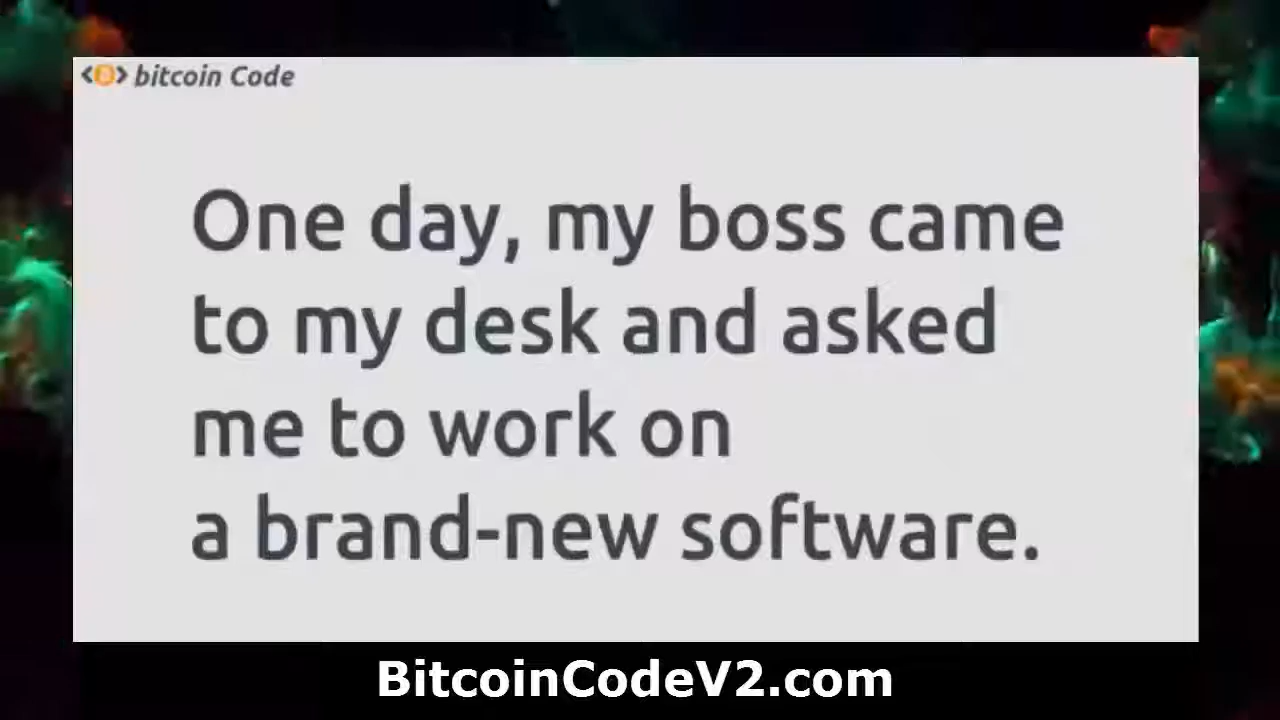 bitcoin Code
One day, my boss came
to my desk and asked
me to work on
a brand-new software.
BitcoinCodeV2.com